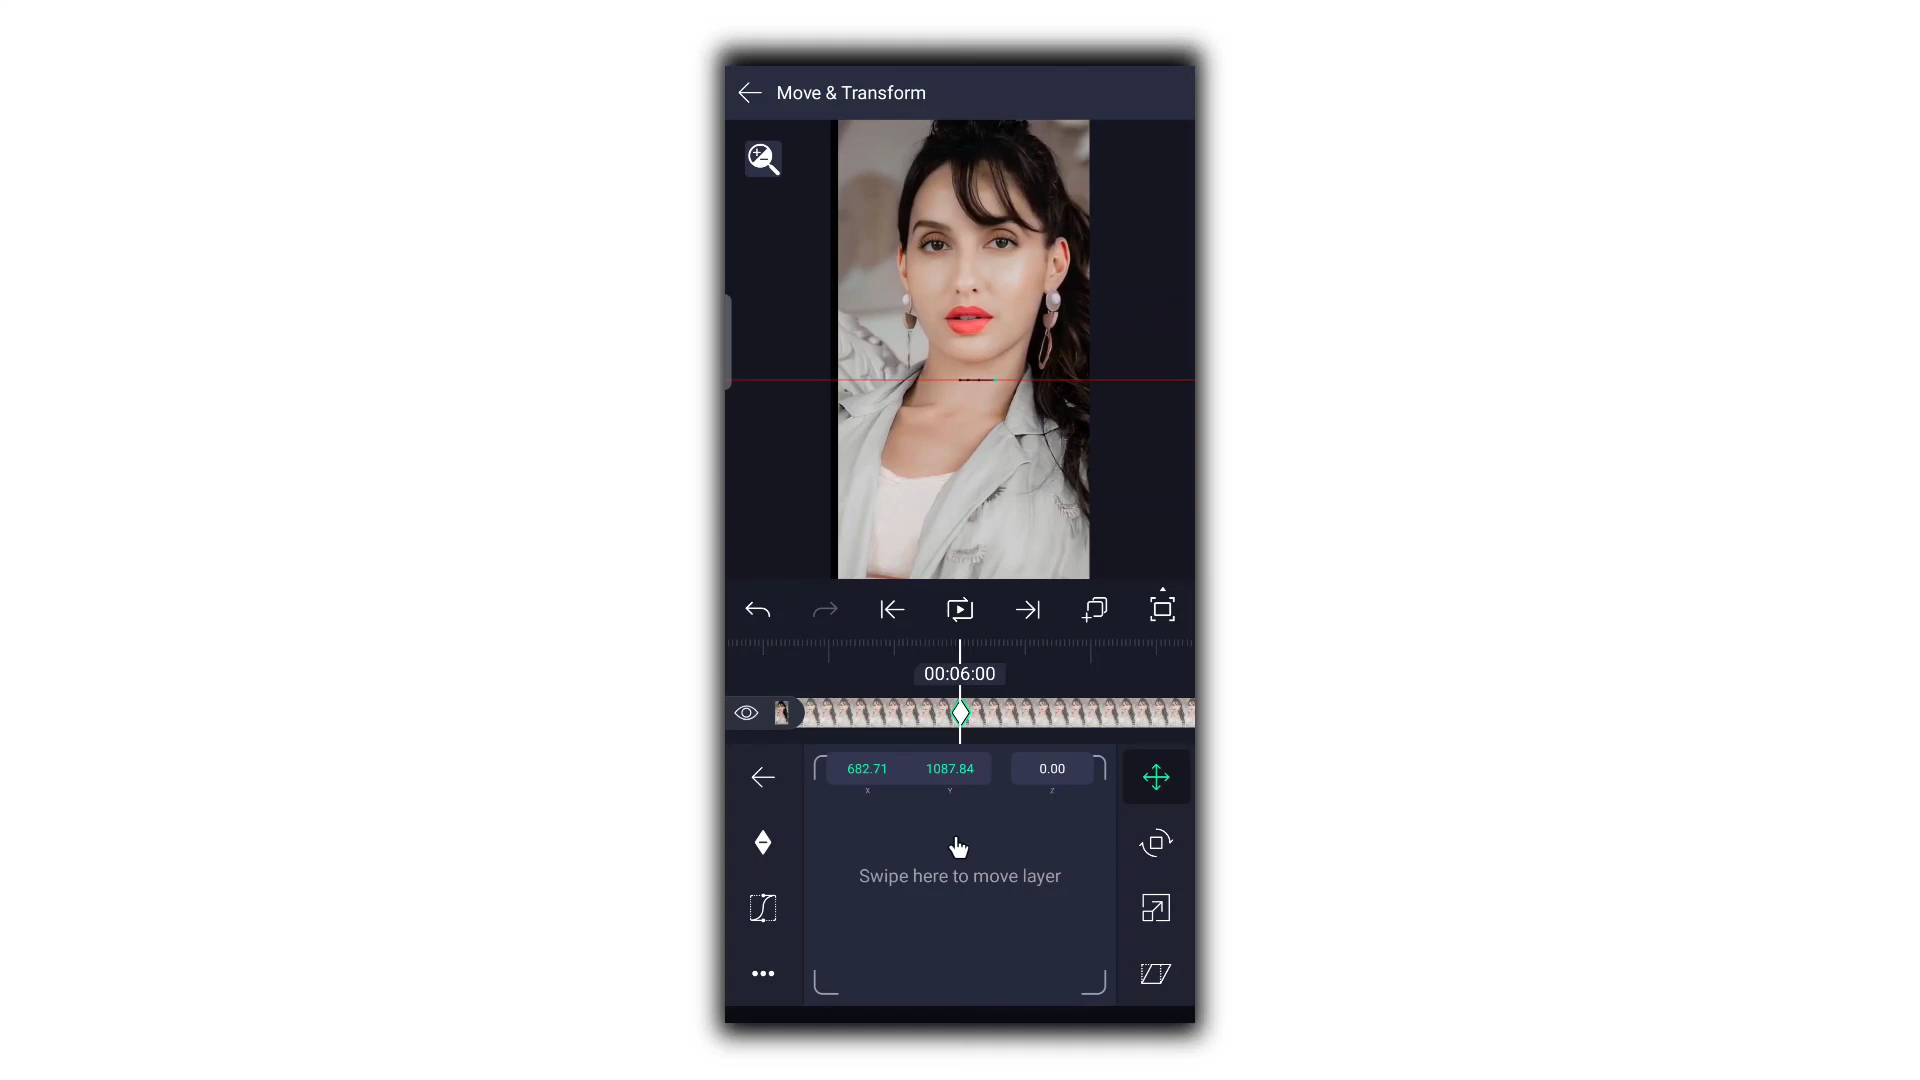 Move & Transform
00:06:00
682.71 1087.84 0.00
X Y Z
Swipe here to move layer